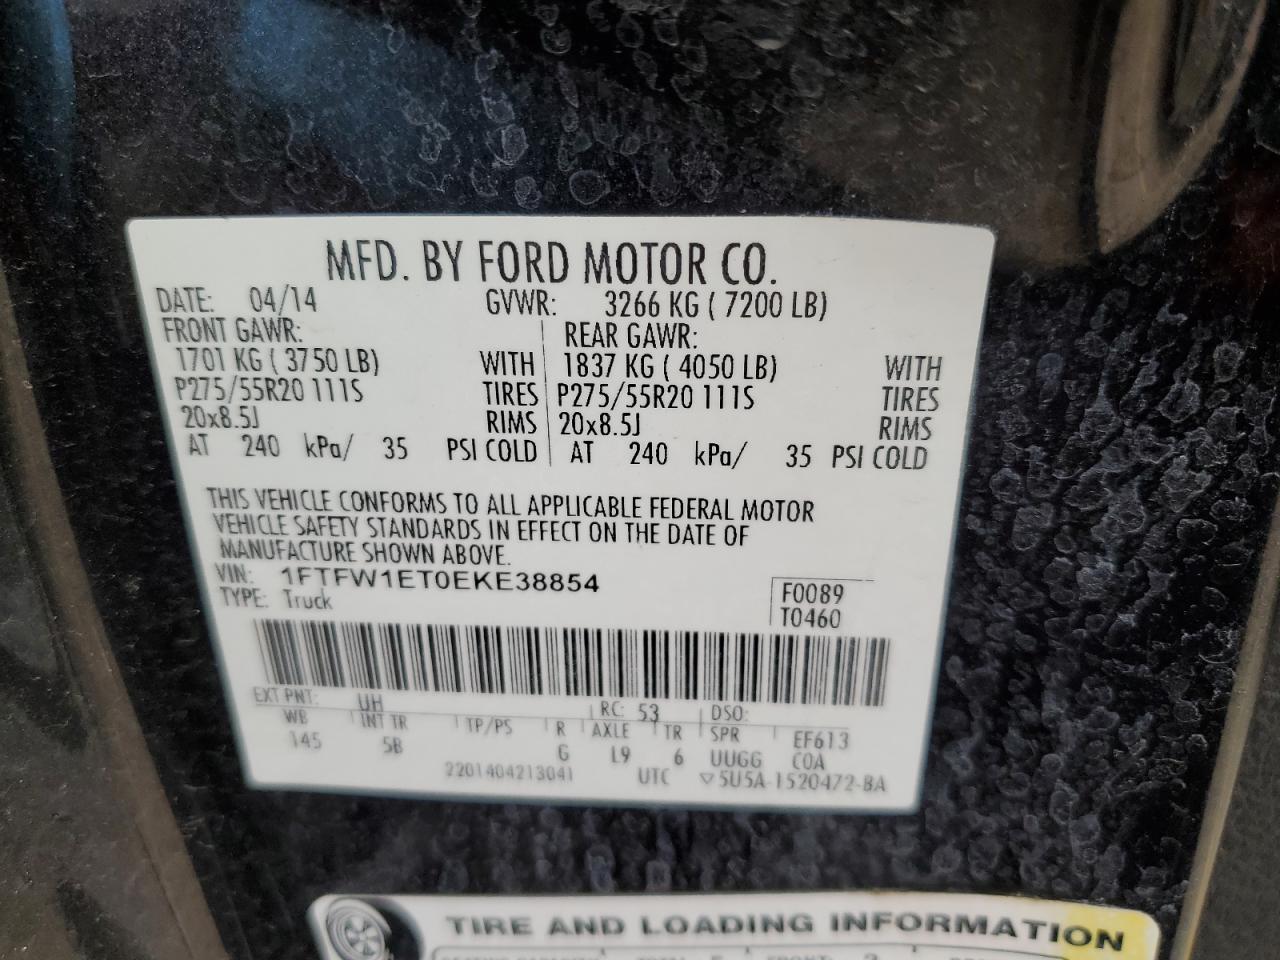 MFD. BY FORD MOTOR CO.
DATE: 04/14 GVWR: 3266 KG ( 7200 LB)
FRONT GAWR: REAR GAWR:
1701 KG ( 3750 LB) WITH 1837 KG ( 4050 LB) WITH
P275/55R20 111S TIRES P275/55R20 111S TIRES
20x8.5J RIMS 20x8.5J RIMS
AT 240 kPa/ 35 PSI COLD AT 240 kPa/ 35 PSI COLD
THIS VEHICLE CONFORMS TO ALL APPLICABLE FEDERAL MOTOR
VEHICLE SAFETY STANDARDS IN EFFECT ON THE DATE OF
MANUFACTURE SHOWN ABOVE.
VIN: 1FTFW1ET0EKE38854 F0089
TYPE: Truck T0460
EXT PNT: UH RC: 53 DSO:
WB INT TR TP/PS R AXLE TR SPR EF613
145 5B G L9 6 UUGG COA
2201404213041 UTC ▽5U5A-1520472-BA
TIRE AND LOADING INFORMATION